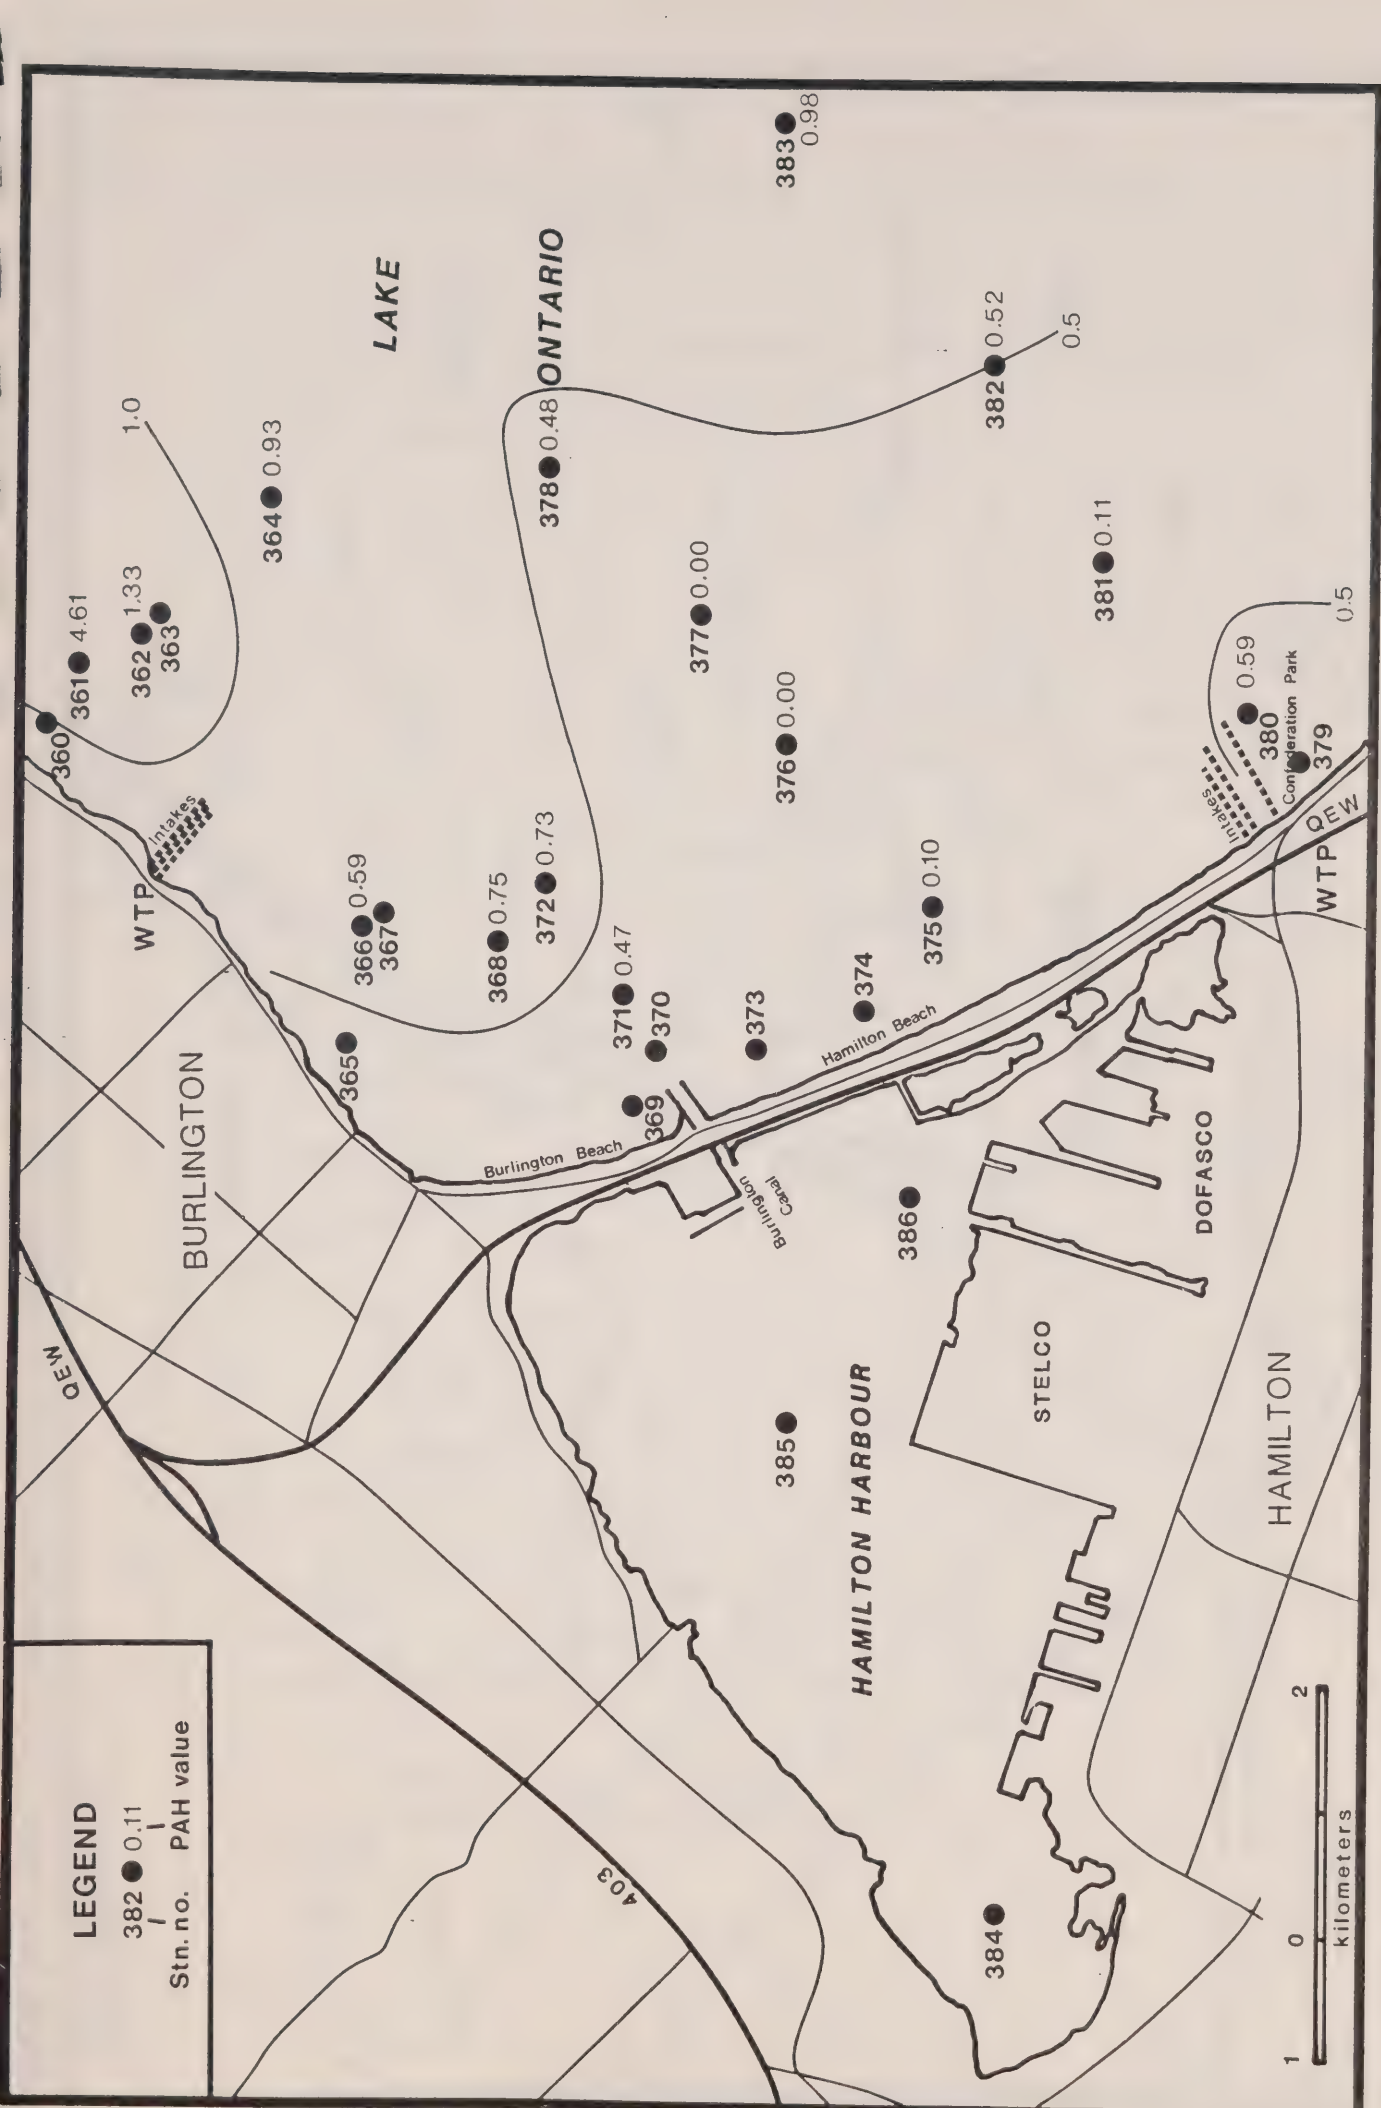 LEGEND
382 0.11
Stn. no. PAH value
QEW
403
BURLINGTON
WTP
Intakes
360
361 4.61
362 1.33
363
1.0
364 0.93
LAKE
ONTARIO
365
366 0.59
367
368 0.75
372 0.73
378 0.48
371 0.47
370
369
373
374
375 0.10
376 0.00
377 0.00
383
0.98
382 0.52
0.5
381 0.11
0.5
380 0.59
Confederation Park
379
Intakes
WTP
QEW
Burlington Beach
Hamilton Beach
Burlington
Canal
386
385
384
HAMILTON HARBOUR
STELCO
DOFASCO
HAMILTON
1 0 2
kilometers